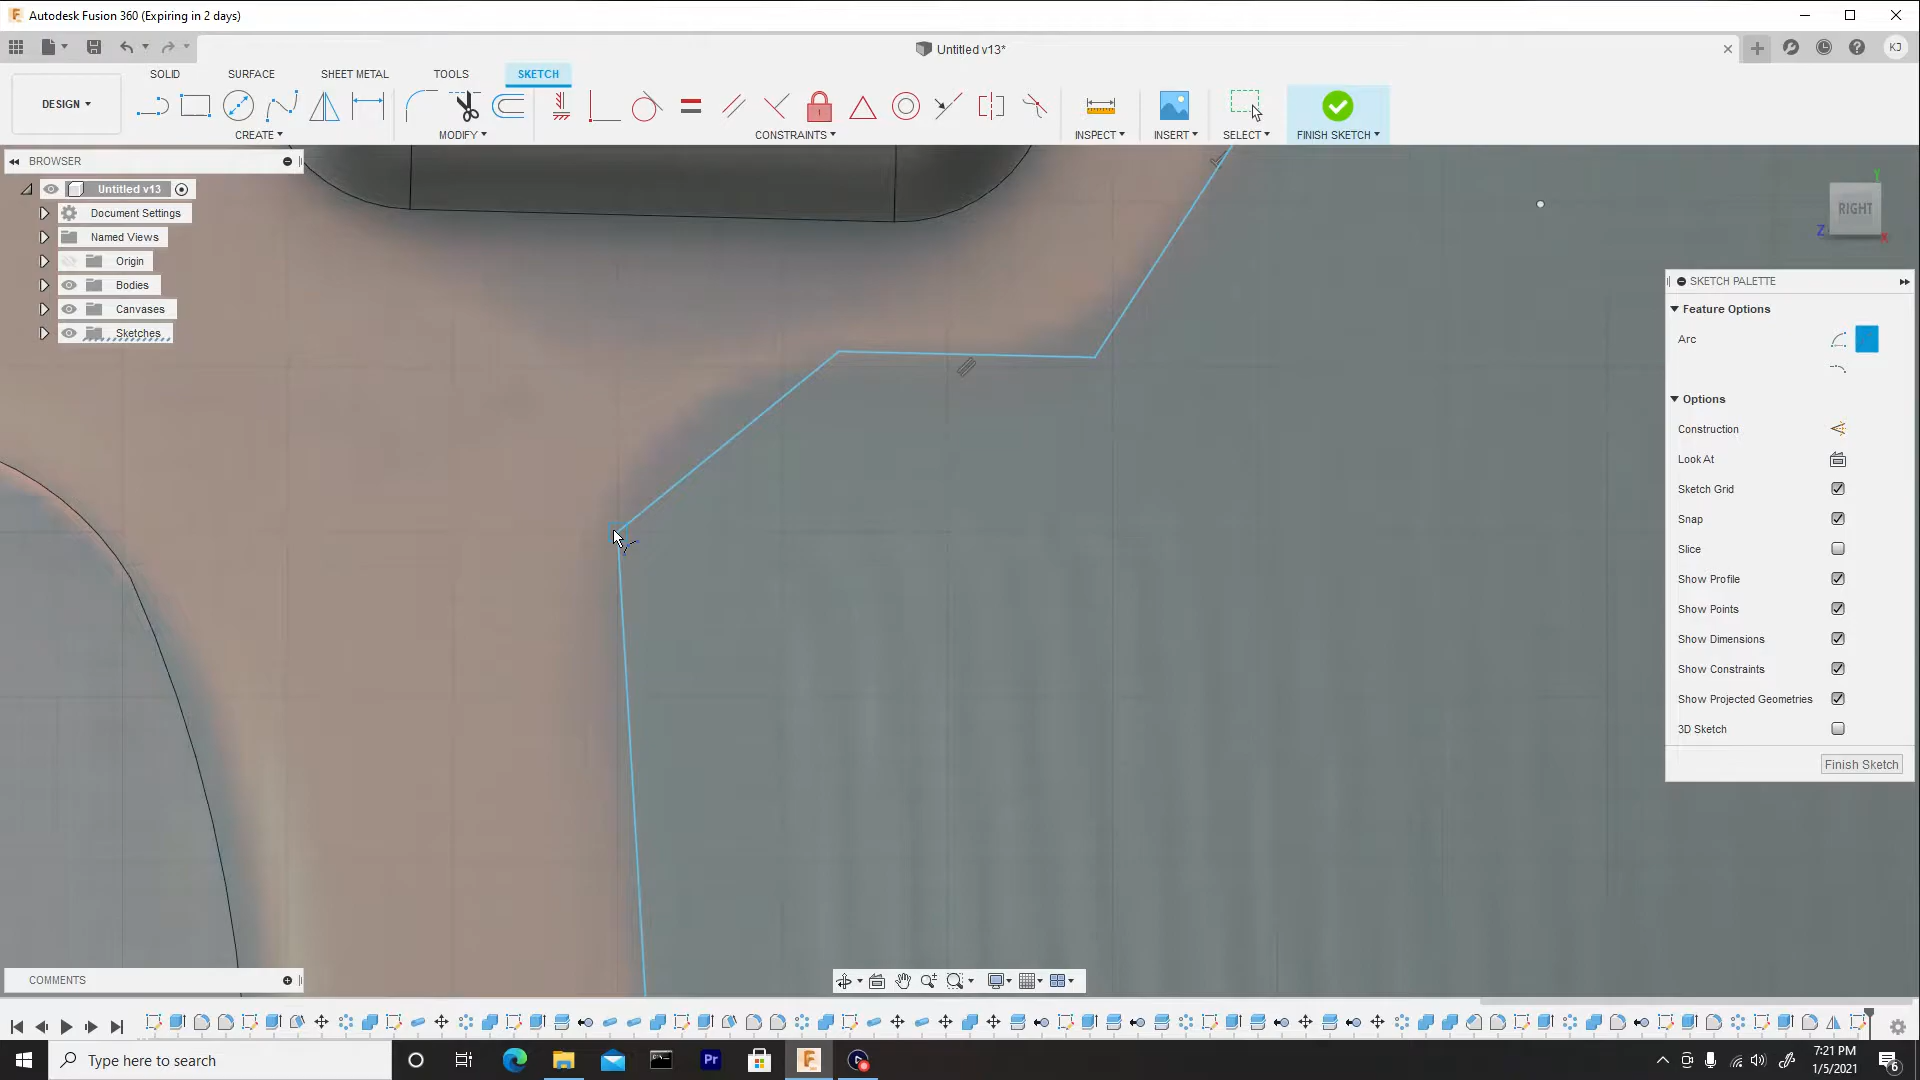 Autodesk Fusion 360 (Expiring in 2 days)
Untitled v13*
KJ
SOLID
SURFACE
SHEET METAL
TOOLS
SKETCH
DESIGN
CREATE
MODIFY
CONSTRAINTS
INSPECT
INSERT
SELECT
FINISH SKETCH
BROWSER
Untitled v13
Document Settings
Named Views
Origin
Bodies
Canvases
Sketches
Y
RIGHT
Z
X
SKETCH PALETTE
Feature Options
Arc
Options
Construction
Look At
Sketch Grid
Snap
Slice
Show Profile
Show Points
Show Dimensions
Show Constraints
Show Projected Geometries
3D Sketch
Finish Sketch
COMMENTS
Type here to search
Pr
7:21 PM
1/5/2021
6